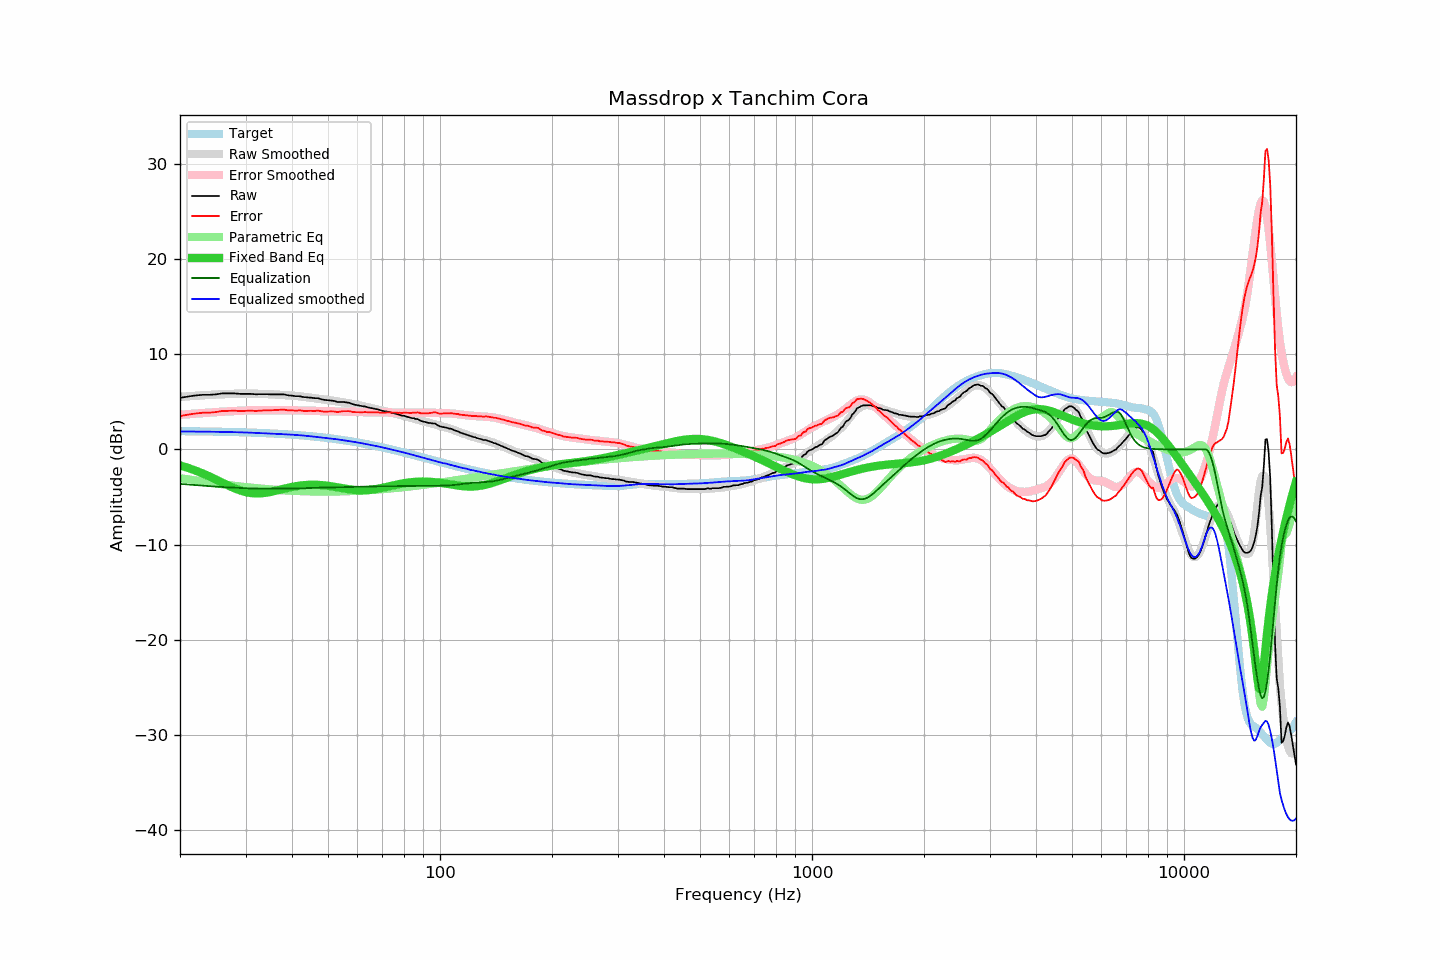 Massdrop x Tanchim Cora
Target
Raw Smoothed
Error Smoothed
Raw
Error
Parametric Eq
Fixed Band Eq
Equalization
Equalized smoothed
30
20
10
0
−10
−20
−30
−40
Amplitude (dBr)
100
1000
10000
Frequency (Hz)